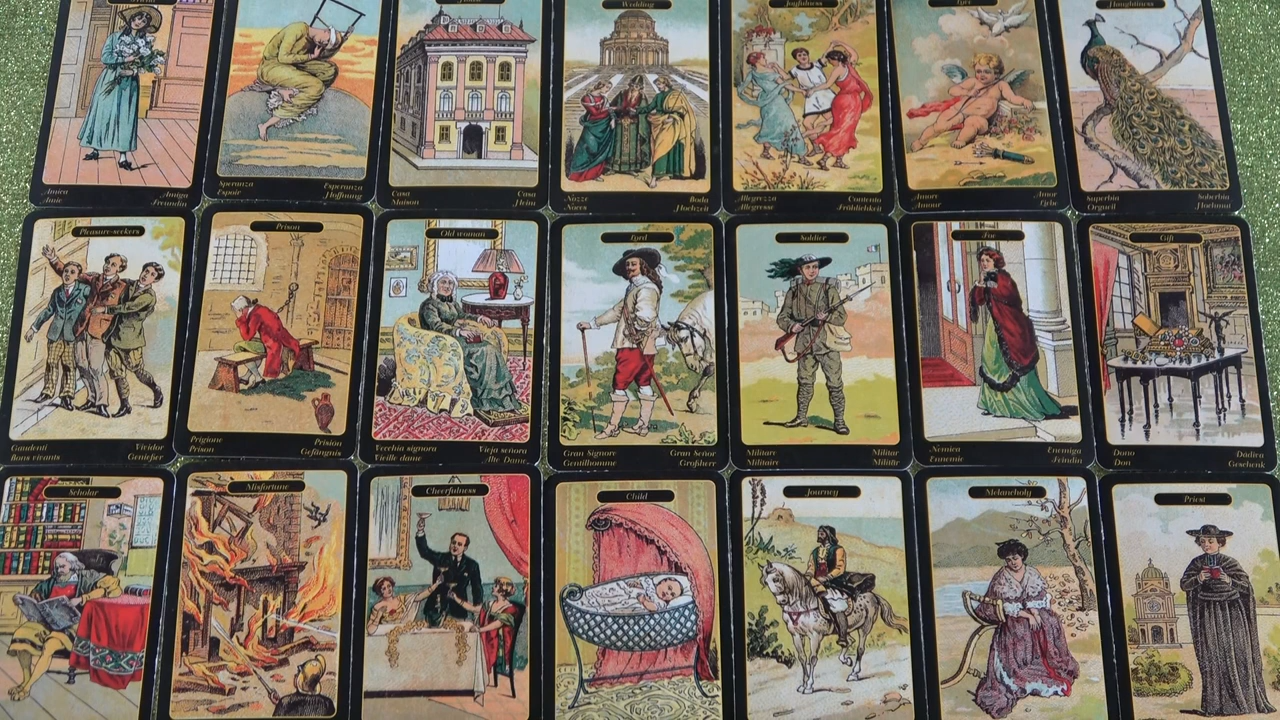 Wedding
Joyfulness
Haughtiness
Amica
Amie
Amiga
Freundin
Speranza
Espoir
Esperanza
Hoffnung
Casa
Maison
Casa
Heim
Nozze
Noces
Boda
Hochzeit
Allegrezza
Allegresse
Contento
Fröhlichkeit
Amore
Amour
Amor
Liebe
Superbia
Orgueil
Soberbia
Hochmut
Pleasure-seekers
Prison
Old woman
Lord
Soldier
Foe
Gift
Gaudenti
Bons vivants
Vividor
Genießer
Prigione
Prison
Prisión
Gefängnis
Vecchia signora
Vieille dame
Vieja señora
Alte Dame
Gran Signore
Gentilhomme
Gran Señor
Großherr
Militare
Militaire
Militar
Militär
Nemica
Ennemie
Enemiga
Feindin
Dono
Don
Dádiva
Geschenk
Scholar
Misfortune
Cheerfulness
Child
Journey
Melancholy
Priest